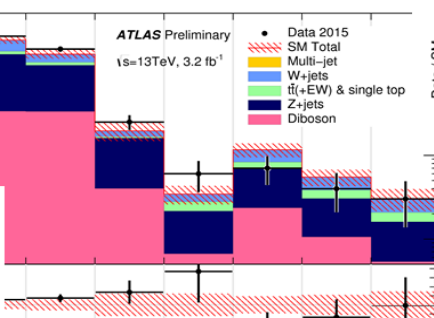 ATLAS Preliminary
√s=13TeV, 3.2 fb⁻¹
Data 2015
SM Total
Multi-jet
W+jets
tt̄(+EW) & single top
Z+jets
Diboson